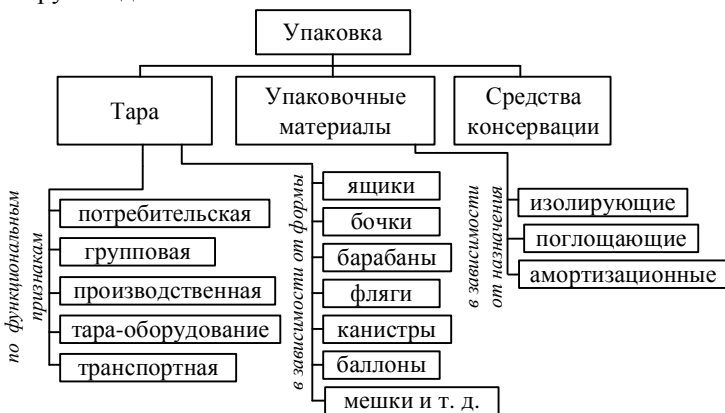 Упаковка
Тара
Упаковочные
материалы
Средства
консервации
по функциональным
признакам
потребительская
групповая
производственная
тара-оборудование
транспортная
в зависимости от формы
ящики
бочки
барабаны
фляги
канистры
баллоны
мешки и т. д.
в зависимости
от назначения
изолирующие
поглощающие
амортизационные